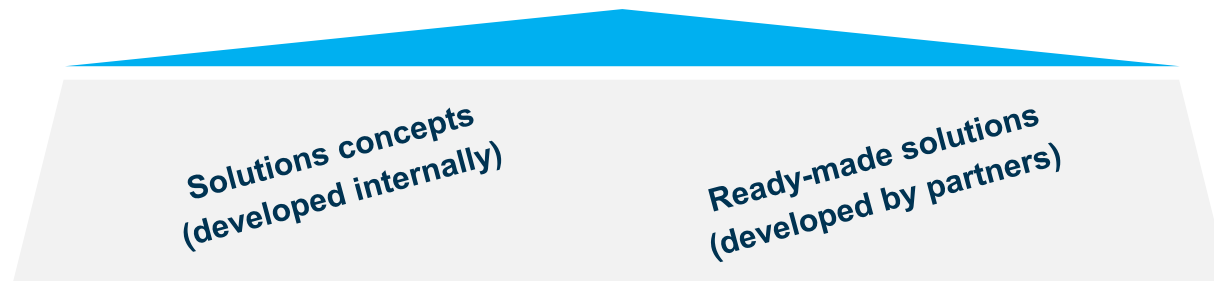 Solutions concepts
(developed internally)
Ready-made solutions
(developed by partners)